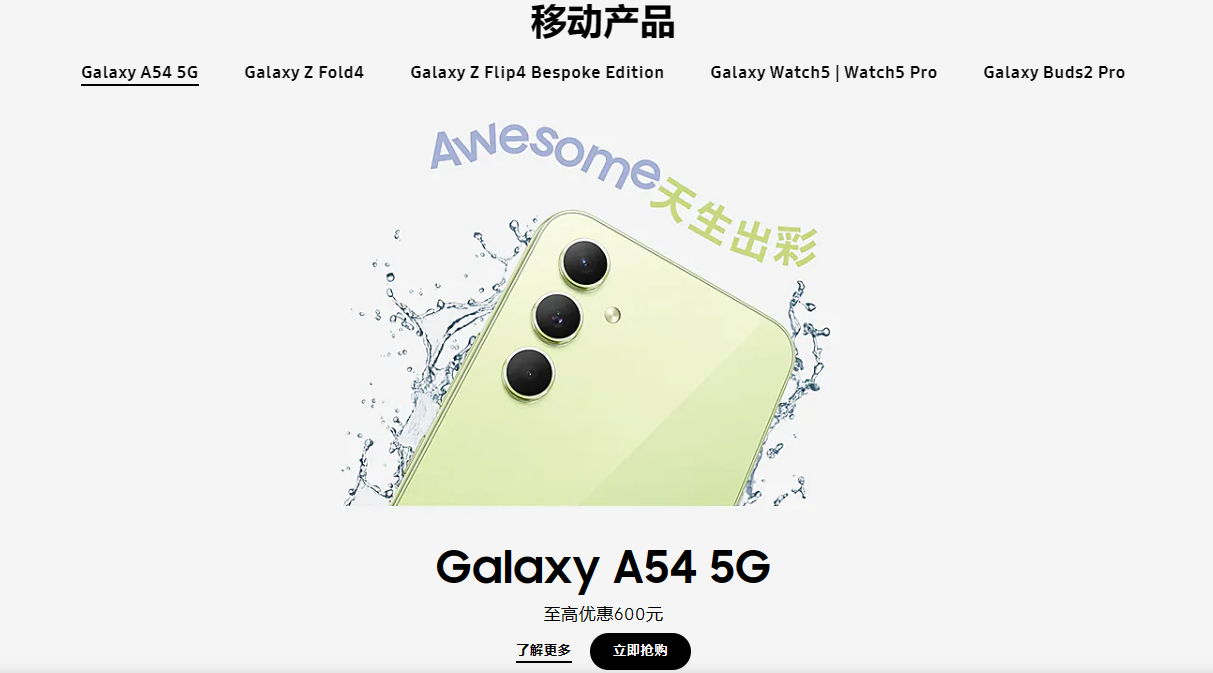 移动产品
Galaxy A54 5G
Galaxy Z Fold4
Galaxy Z Flip4 Bespoke Edition
Galaxy Watch5 | Watch5 Pro
Galaxy Buds2 Pro
Awesome天生出彩
Galaxy A54 5G
至高优惠600元
了解更多
立即抢购